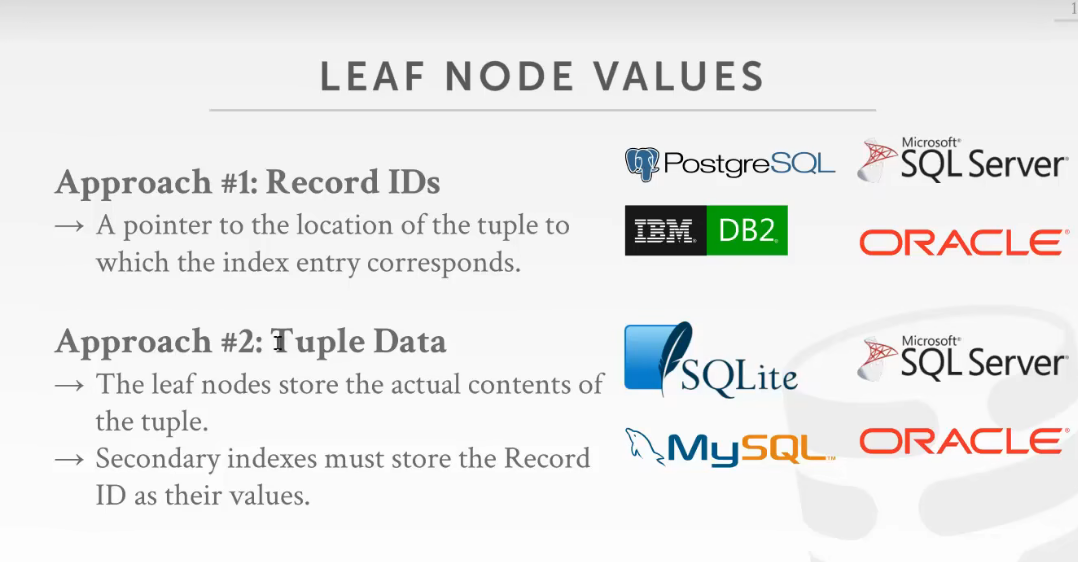 1
LEAF NODE VALUES
Approach #1: Record IDs
→ A pointer to the location of the tuple to
which the index entry corresponds.
PostgreSQL
Microsoft®
SQL Server®
IBM® DB2®
ORACLE®
Approach #2: Tuple Data
→ The leaf nodes store the actual contents of
the tuple.
→ Secondary indexes must store the Record
ID as their values.
SQLite
Microsoft®
SQL Server®
MySQL™
ORACLE®